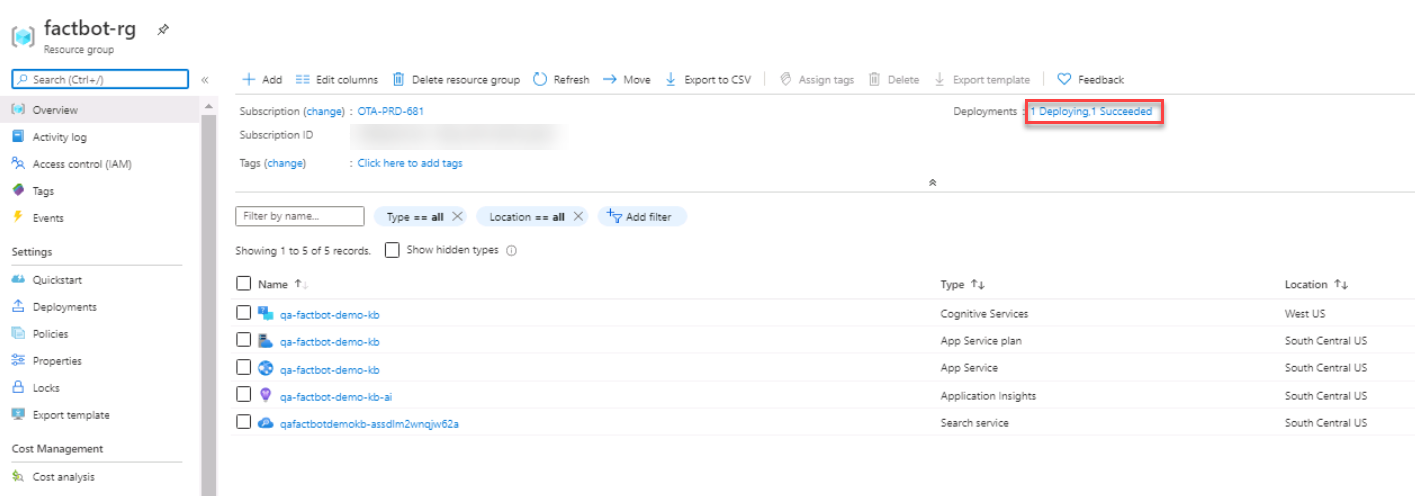 factbot-rg
Resource group
Search (Ctrl+/)
«
Overview
Activity log
Access control (IAM)
Tags
Events
Settings
Quickstart
Deployments
Policies
Properties
Locks
Export template
Cost Management
Cost analysis
Add Edit columns Delete resource group Refresh Move Export to CSV Assign tags Delete Export template Feedback
Subscription (change) : OTA-PRD-681 Deployments : 1 Deploying,1 Succeeded
Subscription ID
Tags (change) : Click here to add tags
Filter by name... Type == all Location == all Add filter
Showing 1 to 5 of 5 records. Show hidden types
Name Type Location
qa-factbot-demo-kb Cognitive Services West US
qa-factbot-demo-kb App Service plan South Central US
qa-factbot-demo-kb App Service South Central US
qa-factbot-demo-kb-ai Application Insights South Central US
qafactbotdemokb-assdlm2wnqjw62a Search service South Central US